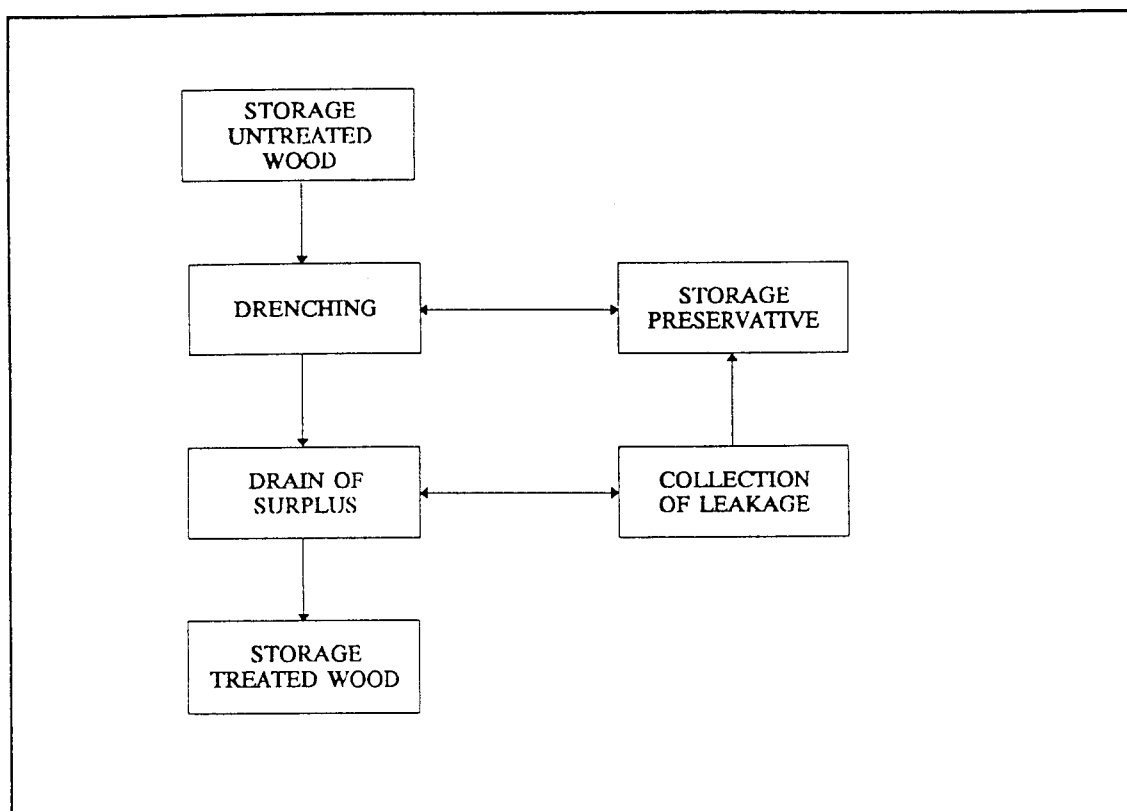 STORAGE
UNTREATED
WOOD
DRENCHING
STORAGE
PRESERVATIVE
DRAIN OF
SURPLUS
COLLECTION
OF LEAKAGE
STORAGE
TREATED WOOD